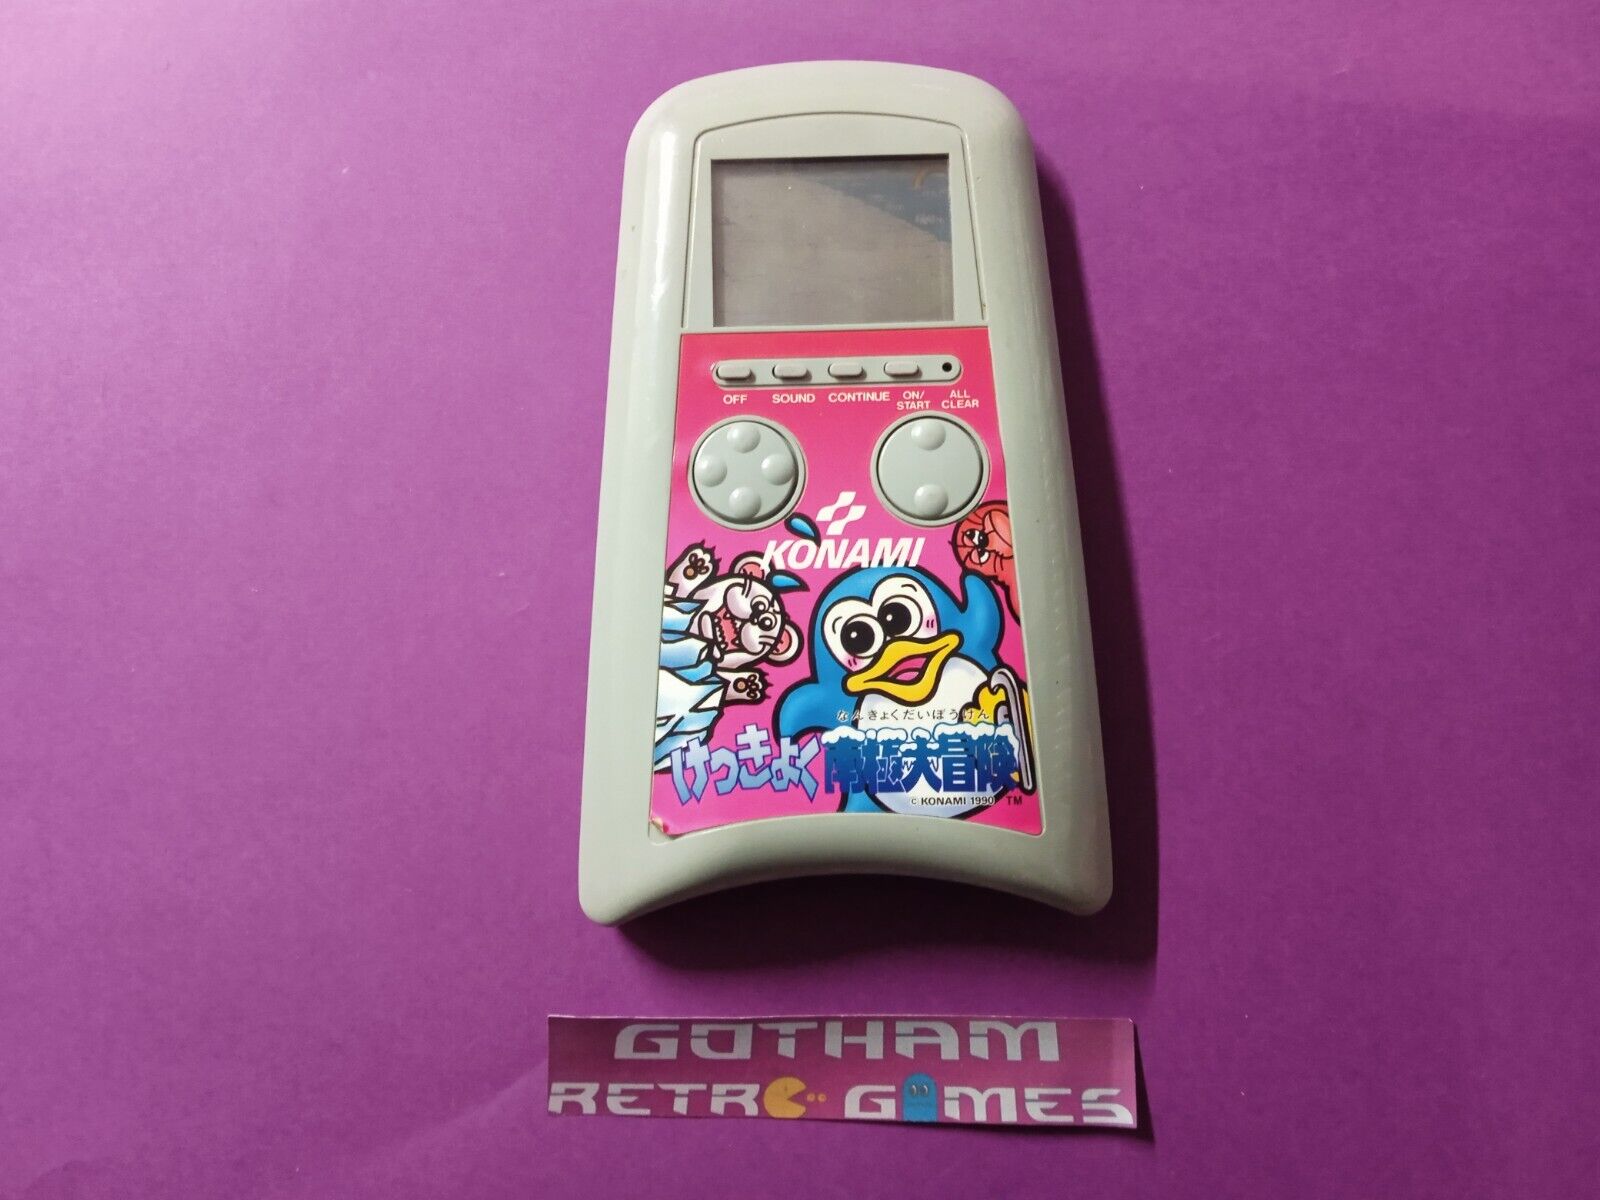 OFF SOUND CONTINUE ON/START ALL CLEAR
KONAMI
なんきょくだいぼうけん
けっきょく南極大冒険
© KONAMI 1990 TM
GOTHAM
RETRO GAMES